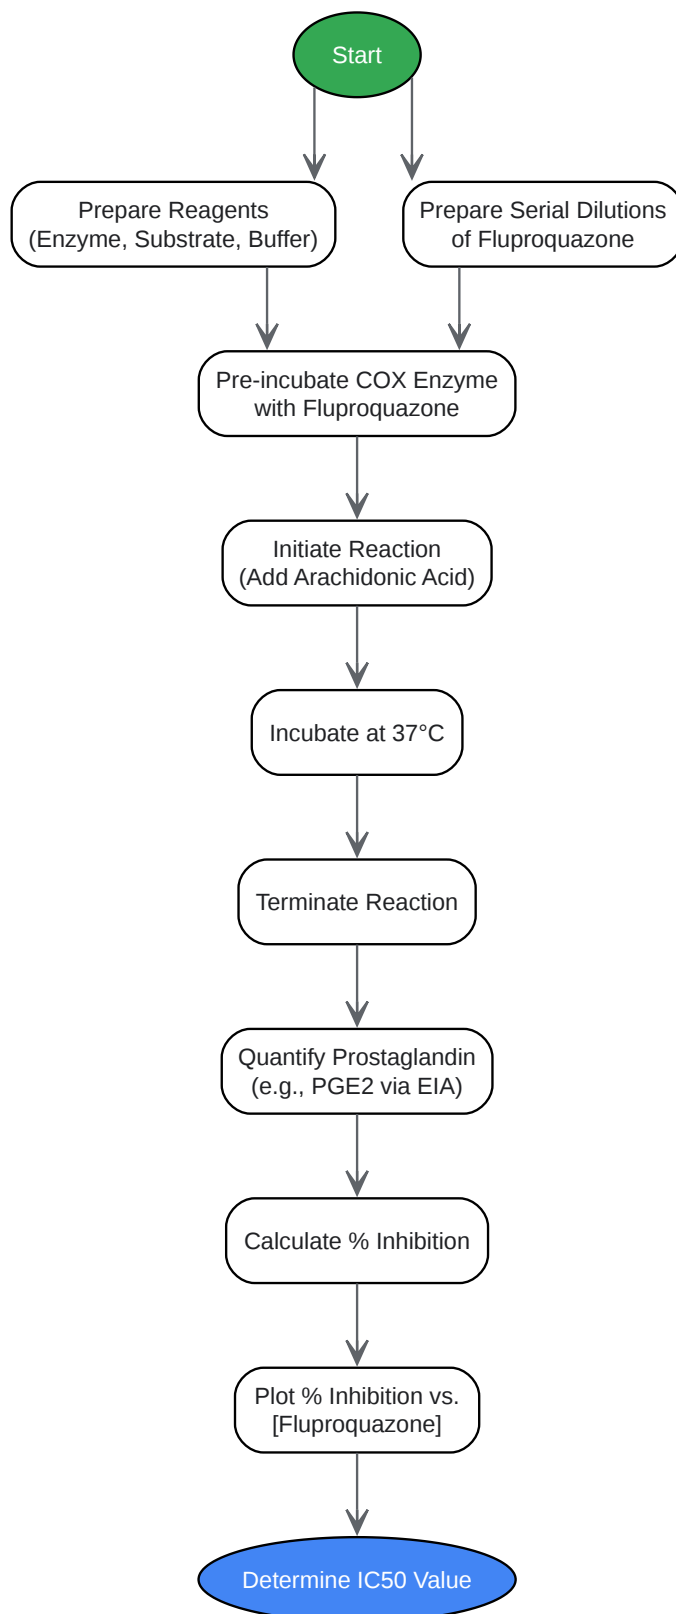 Start
Prepare Reagents
(Enzyme, Substrate, Buffer)
Prepare Serial Dilutions
of Fluproquazone
Pre-incubate COX Enzyme
with Fluproquazone
Initiate Reaction
(Add Arachidonic Acid)
Incubate at 37°C
Terminate Reaction
Quantify Prostaglandin
(e.g., PGE2 via EIA)
Calculate % Inhibition
Plot % Inhibition vs.
[Fluproquazone]
Determine IC50 Value